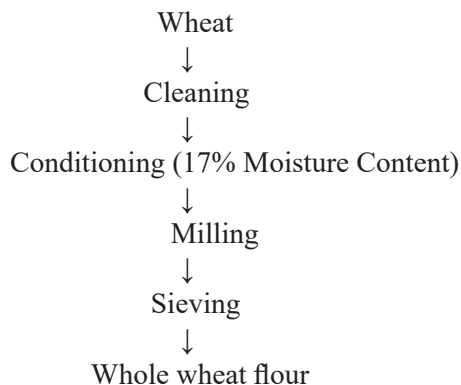 Wheat
↓
Cleaning
↓
Conditioning (17% Moisture Content)
↓
Milling
↓
Sieving
↓
Whole wheat flour